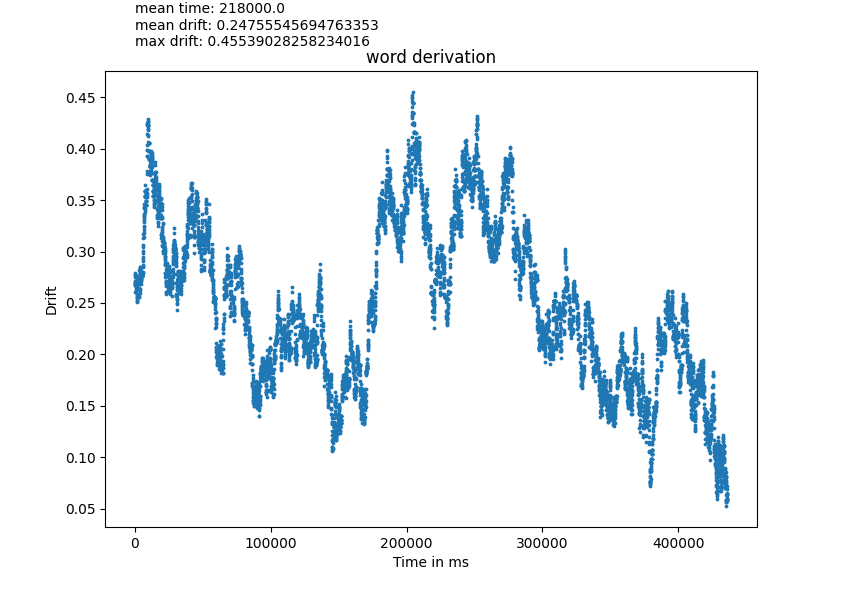 mean time: 218000.0
mean drift: 0.24755545694763353
max drift: 0.45539028258234016
word derivation
0.45
0.40
0.35
0.30
0.25
0.20
0.15
0.10
0.05
Drift
0 100000 200000 300000 400000
Time in ms